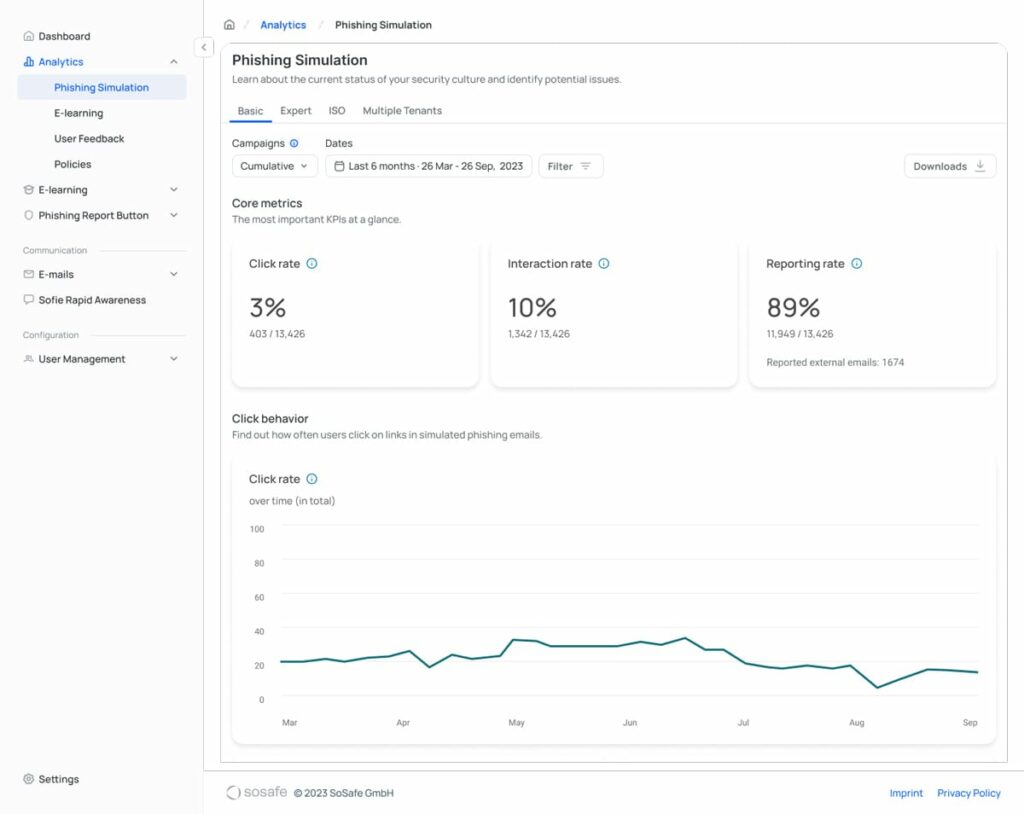 Dashboard
Analytics
Phishing Simulation
E-learning
User Feedback
Policies
E-learning
Phishing Report Button
Communication
E-mails
Sofie Rapid Awareness
Configuration
User Management
Settings
/ Analytics / Phishing Simulation
Phishing Simulation
Learn about the current status of your security culture and identify potential issues.
Basic Expert ISO Multiple Tenants
Campaigns Dates
Cumulative Last 6 months · 26 Mar - 26 Sep, 2023 Filter Downloads
Core metrics
The most important KPIs at a glance.
Click rate
3%
403 / 13,426
Interaction rate
10%
1,342 / 13,426
Reporting rate
89%
11,949 / 13,426
Reported external emails: 1674
Click behavior
Find out how often users click on links in simulated phishing emails.
Click rate
over time (in total)
100
80
60
40
20
0
Mar Apr May Jun Jul Aug Sep
sosafe © 2023 SoSafe GmbH Imprint Privacy Policy